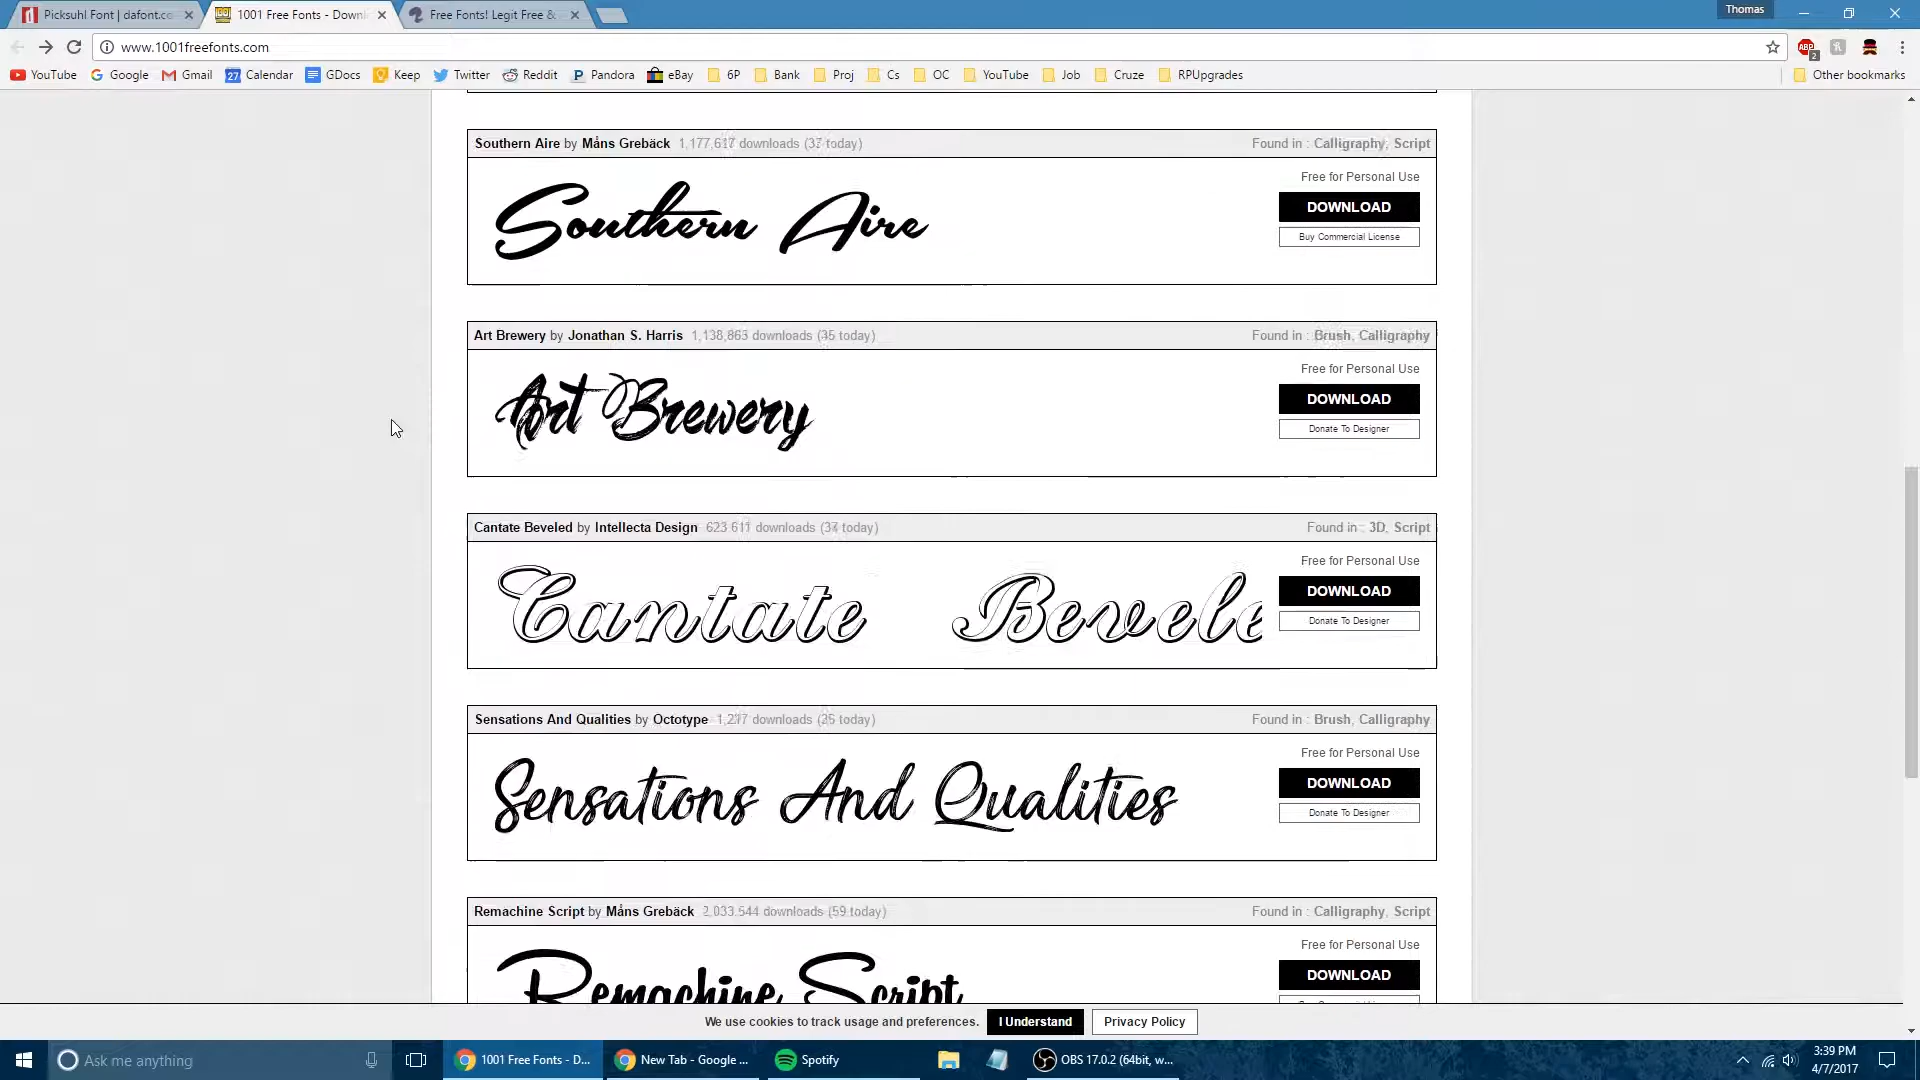 Picksuhl Font | dafont.co
1001 Free Fonts - Downl
Free Fonts! Legit Free &
Thomas
www.1001freefonts.com
ABP
2
YouTube
Google
Gmail
27
Calendar
GDocs
Keep
Twitter
Reddit
Pandora
eBay
6P
Bank
Proj
Cs
OC
YouTube
Job
Cruze
RPUpgrades
Other bookmarks
Southern Aire by Måns Grebäck 1,177,617 downloads (37 today)
Found in : Calligraphy, Script
Southern Aire
Free for Personal Use
DOWNLOAD
Buy Commercial License
Art Brewery by Jonathan S. Harris 1,138,863 downloads (35 today)
Found in : Brush, Calligraphy
Art Brewery
Free for Personal Use
DOWNLOAD
Donate To Designer
Cantate Beveled by Intellecta Design 623,611 downloads (37 today)
Found in : 3D, Script
Cantate Bevele
Free for Personal Use
DOWNLOAD
Donate To Designer
Sensations And Qualities by Octotype downloads (25 today)
Found in : Brush, Calligraphy
Sensations And Qualities
Free for Personal Use
DOWNLOAD
Donate To Designer
Remachine Script by Måns Grebäck 2,033,544 downloads (59 today)
Found in : Calligraphy, Script
Remachine Script
Free for Personal Use
DOWNLOAD
We use cookies to track usage and preferences.
I Understand
Privacy Policy
Ask me anything
1001 Free Fonts - D...
New Tab - Google ...
Spotify
OBS 17.0.2 (64bit, w...
3:39 PM
4/7/2017